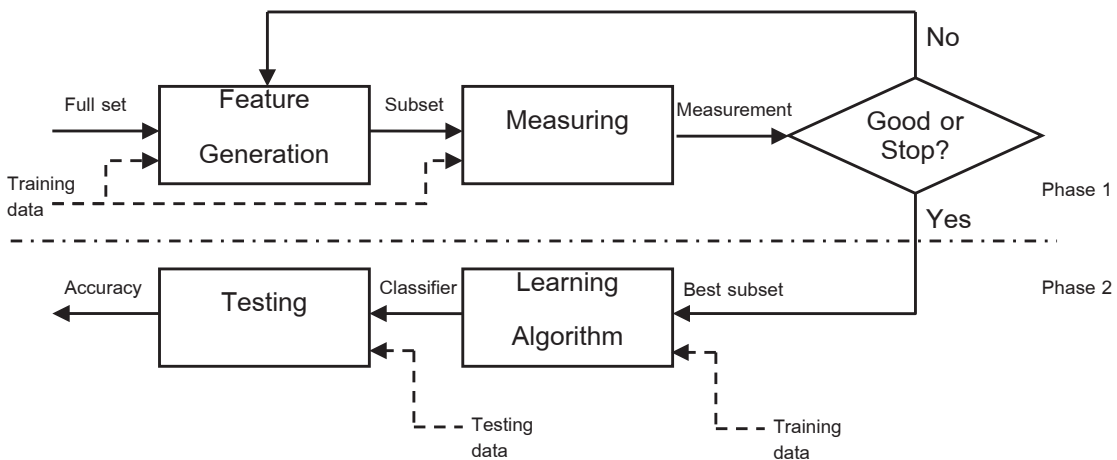 No
Full set
Feature
Generation
Subset
Measuring
Measurement
Good or
Stop?
Training
data
Phase 1
Yes
Accuracy
Testing
Classifier
Learning
Algorithm
Best subset
Phase 2
Testing
data
Training
data